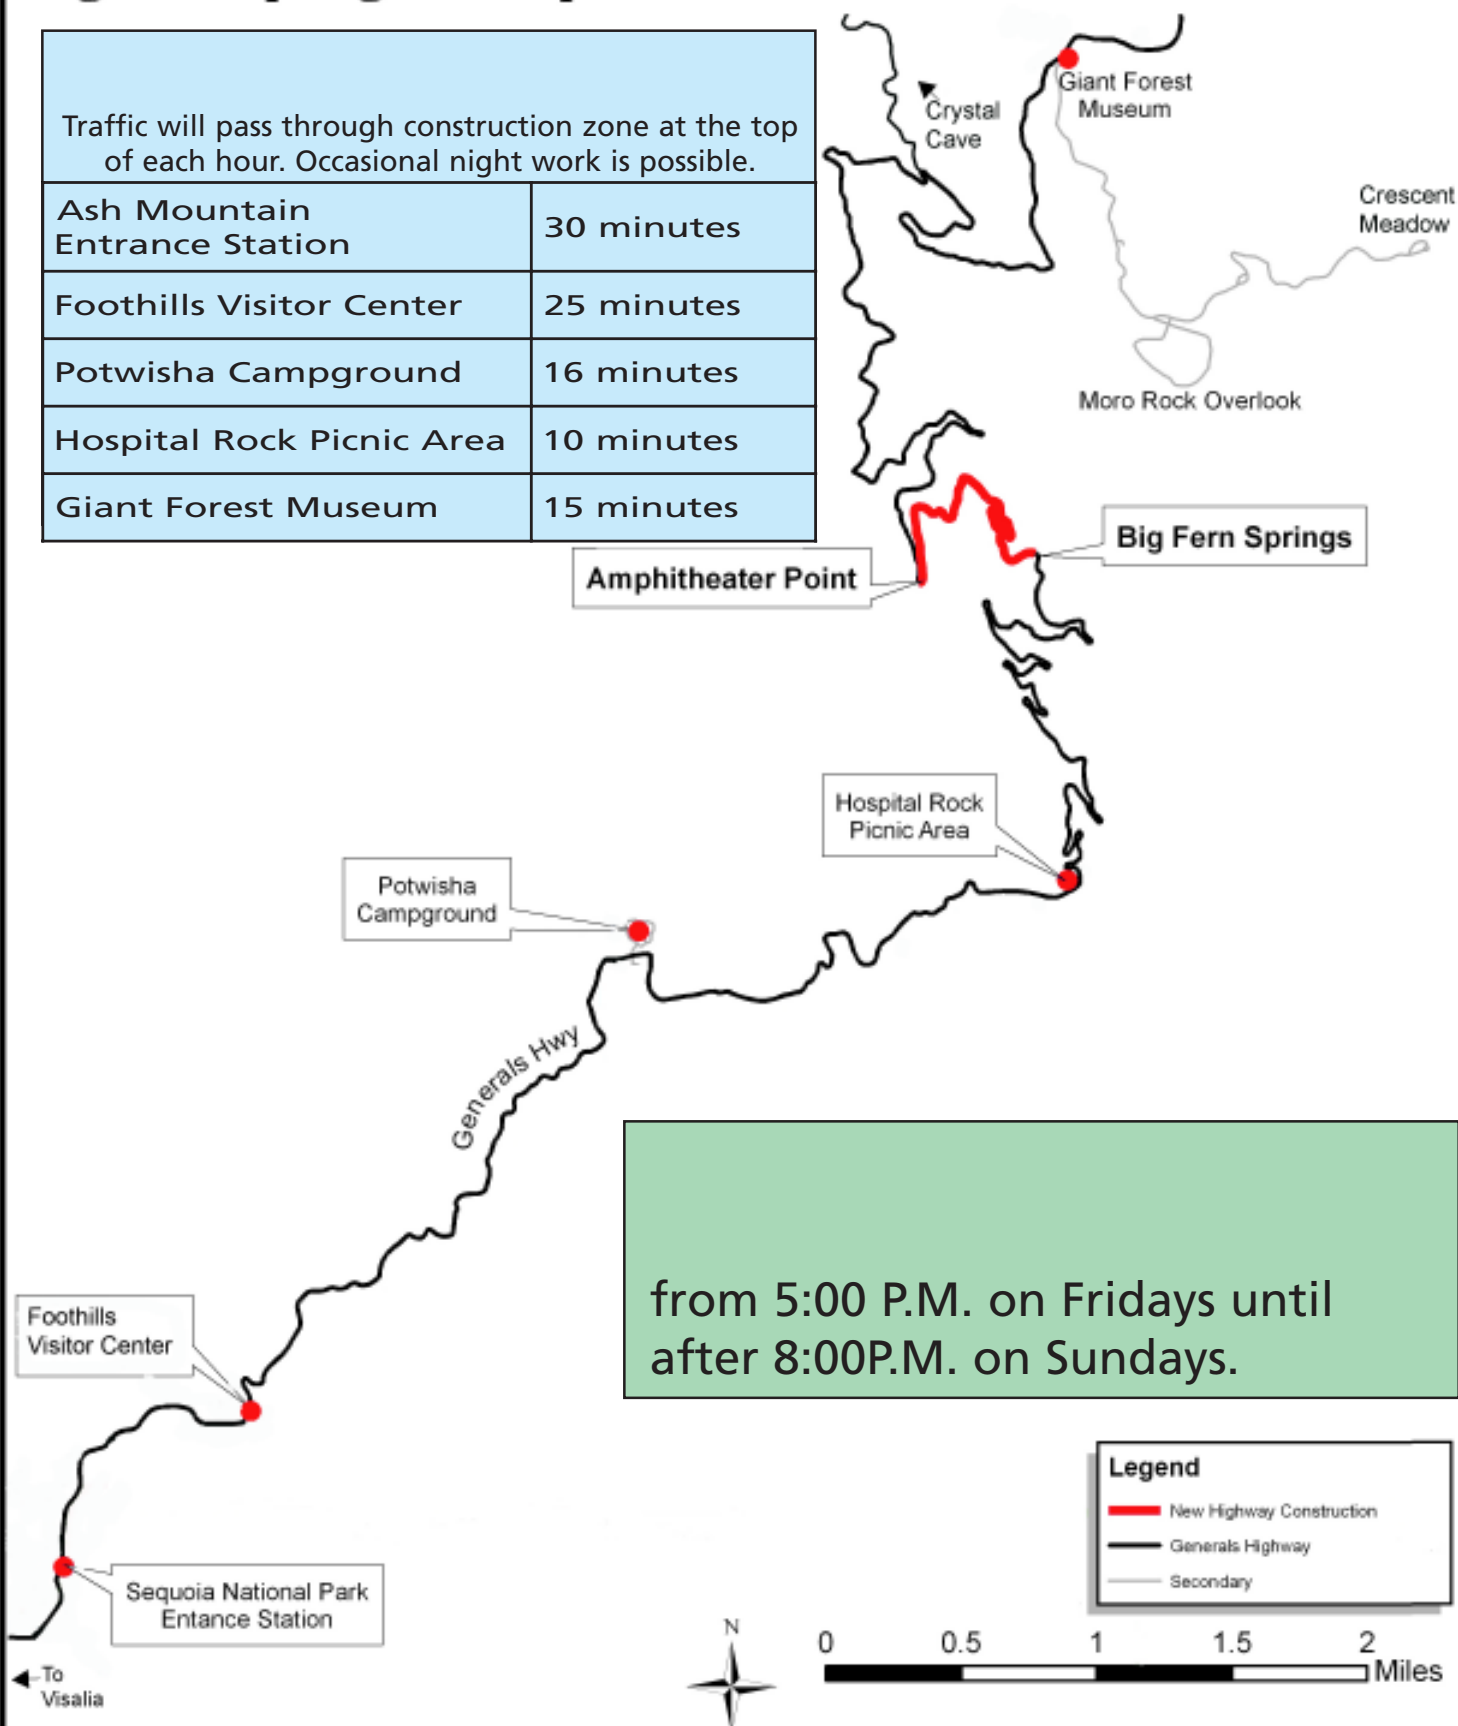 Traffic will pass through construction zone at the top
of each hour. Occasional night work is possible.
Ash Mountain
Entrance Station
30 minutes
Foothills Visitor Center
25 minutes
Potwisha Campground
16 minutes
Hospital Rock Picnic Area
10 minutes
Giant Forest Museum
15 minutes
Giant Forest
Museum
Crystal
Cave
Crescent
Meadow
Moro Rock Overlook
Big Fern Springs
Amphitheater Point
Hospital Rock
Picnic Area
Potwisha
Campground
Generals Hwy
from 5:00 P.M. on Fridays until
after 8:00P.M. on Sundays.
Foothills
Visitor Center
Sequoia National Park
Entance Station
To
Visalia
Legend
New Highway Construction
Generals Highway
Secondary
N
0 0.5 1 1.5 2
Miles